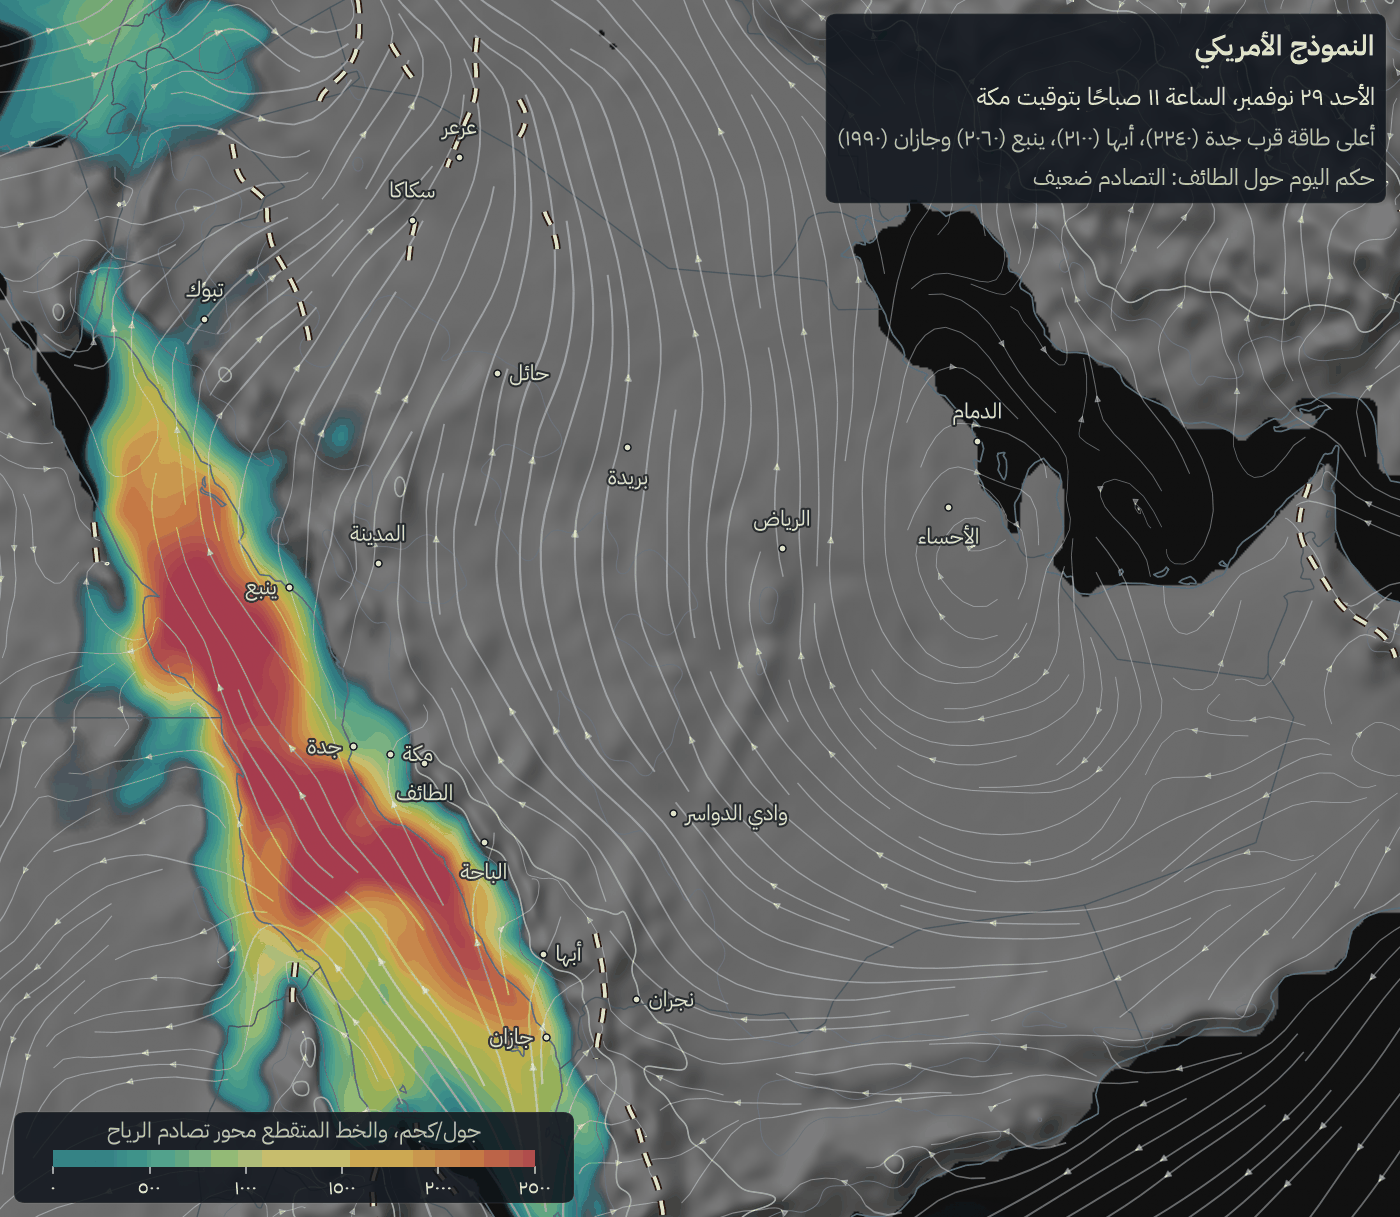 النموذج الأمريكي
الأحد ٢٩ نوفمبر، الساعة ١١ صباحًا بتوقيت مكة
أعلى طاقة قرب جدة (٢٢٤٠)، أبها (٢١٠٠)، ينبع (٢٠٦٠) وجازان (١٩٩٠)
حكم اليوم حول الطائف: التصادم ضعيف
عرعر
سكاكا
تبوك
حائل
الدمام
بريدة
الرياض
الأحساء
المدينة
ينبع
جدة
مكة
الطائف
وادي الدواسر
الباحة
أبها
نجران
جازان
جول/كجم، والخط المتقطع محور تصادم الرياح
٠ ٥٠٠ ١٠٠٠ ١٥٠٠ ٢٠٠٠ ٢٥٠٠